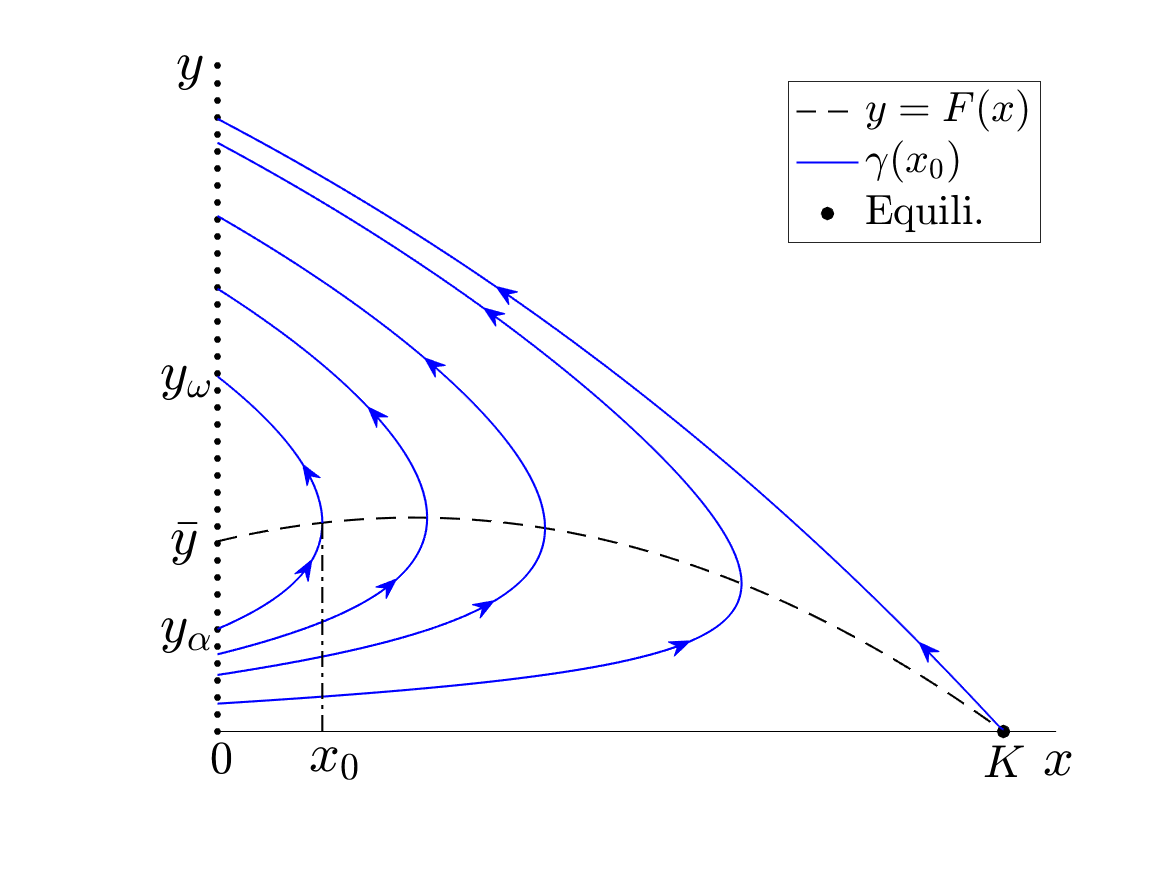 y
y = F(x)
γ(x₀)
Equili.
y_ω
ȳ
y_α
0
x₀
K
x